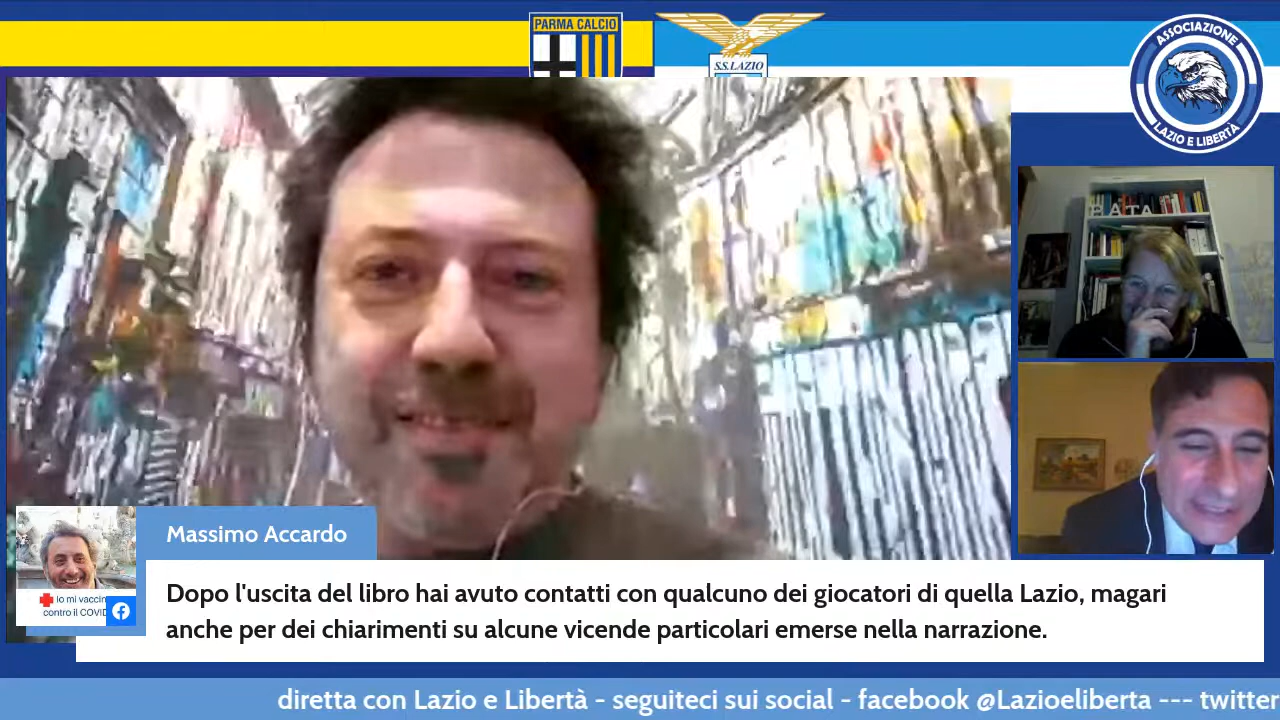 PARMA CALCIO
S.S.LAZIO
ASSOCIAZIONE
LAZIO E LIBERTÀ
Massimo Accardo
Io mi vaccin
contro il COVID
Dopo l'uscita del libro hai avuto contatti con qualcuno dei giocatori di quella Lazio, magari
anche per dei chiarimenti su alcune vicende particolari emerse nella narrazione.
diretta con Lazio e Libertà - seguiteci sui social - facebook @Lazioeliberta --- twitter